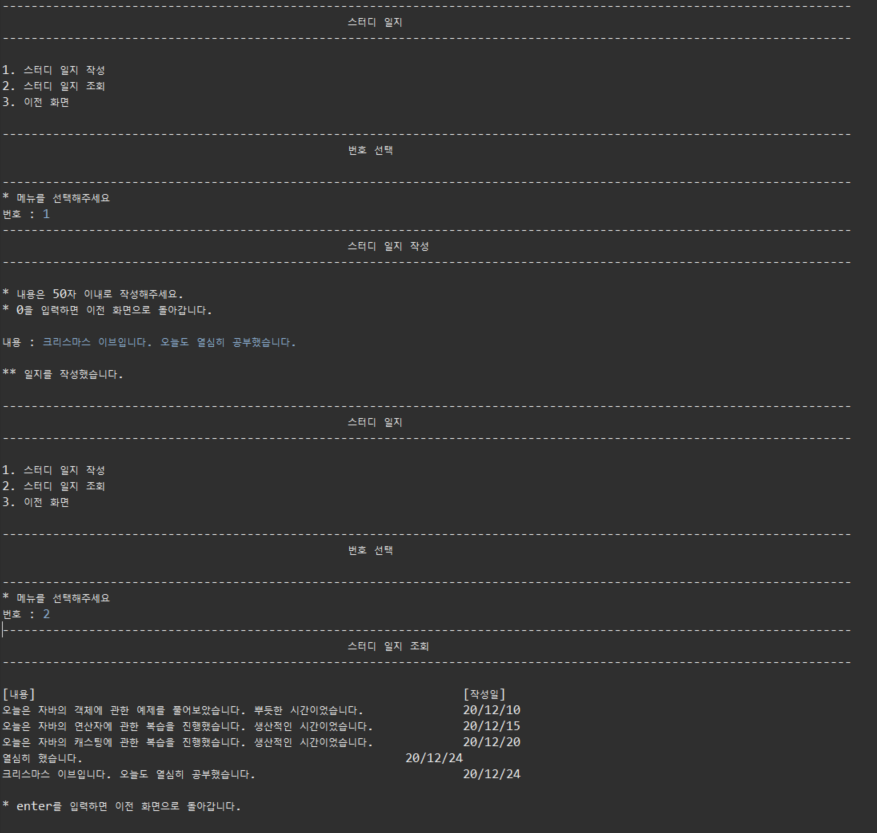 --------------------------------------------------------------------------------------------------------------
스터디 일지
--------------------------------------------------------------------------------------------------------------
1. 스터디 일지 작성
2. 스터디 일지 조회
3. 이전 화면
--------------------------------------------------------------------------------------------------------------
번호 선택
--------------------------------------------------------------------------------------------------------------
* 메뉴를 선택해주세요
번호 : 1
--------------------------------------------------------------------------------------------------------------
스터디 일지 작성
--------------------------------------------------------------------------------------------------------------
* 내용은 50자 이내로 작성해주세요.
* 0을 입력하면 이전 화면으로 돌아갑니다.
내용 : 크리스마스 이브입니다. 오늘도 열심히 공부했습니다.
** 일지를 작성했습니다.
--------------------------------------------------------------------------------------------------------------
스터디 일지
--------------------------------------------------------------------------------------------------------------
1. 스터디 일지 작성
2. 스터디 일지 조회
3. 이전 화면
--------------------------------------------------------------------------------------------------------------
번호 선택
--------------------------------------------------------------------------------------------------------------
* 메뉴를 선택해주세요
번호 : 2
--------------------------------------------------------------------------------------------------------------
스터디 일지 조회
--------------------------------------------------------------------------------------------------------------
[내용] [작성일]
오늘은 자바의 객체에 관한 예제를 풀어보았습니다. 뿌듯한 시간이었습니다. 20/12/10
오늘은 자바의 연산자에 관한 복습을 진행했습니다. 생산적인 시간이었습니다. 20/12/15
오늘은 자바의 캐스팅에 관한 복습을 진행했습니다. 생산적인 시간이었습니다. 20/12/20
열심히 했습니다. 20/12/24
크리스마스 이브입니다. 오늘도 열심히 공부했습니다. 20/12/24
* enter를 입력하면 이전 화면으로 돌아갑니다.